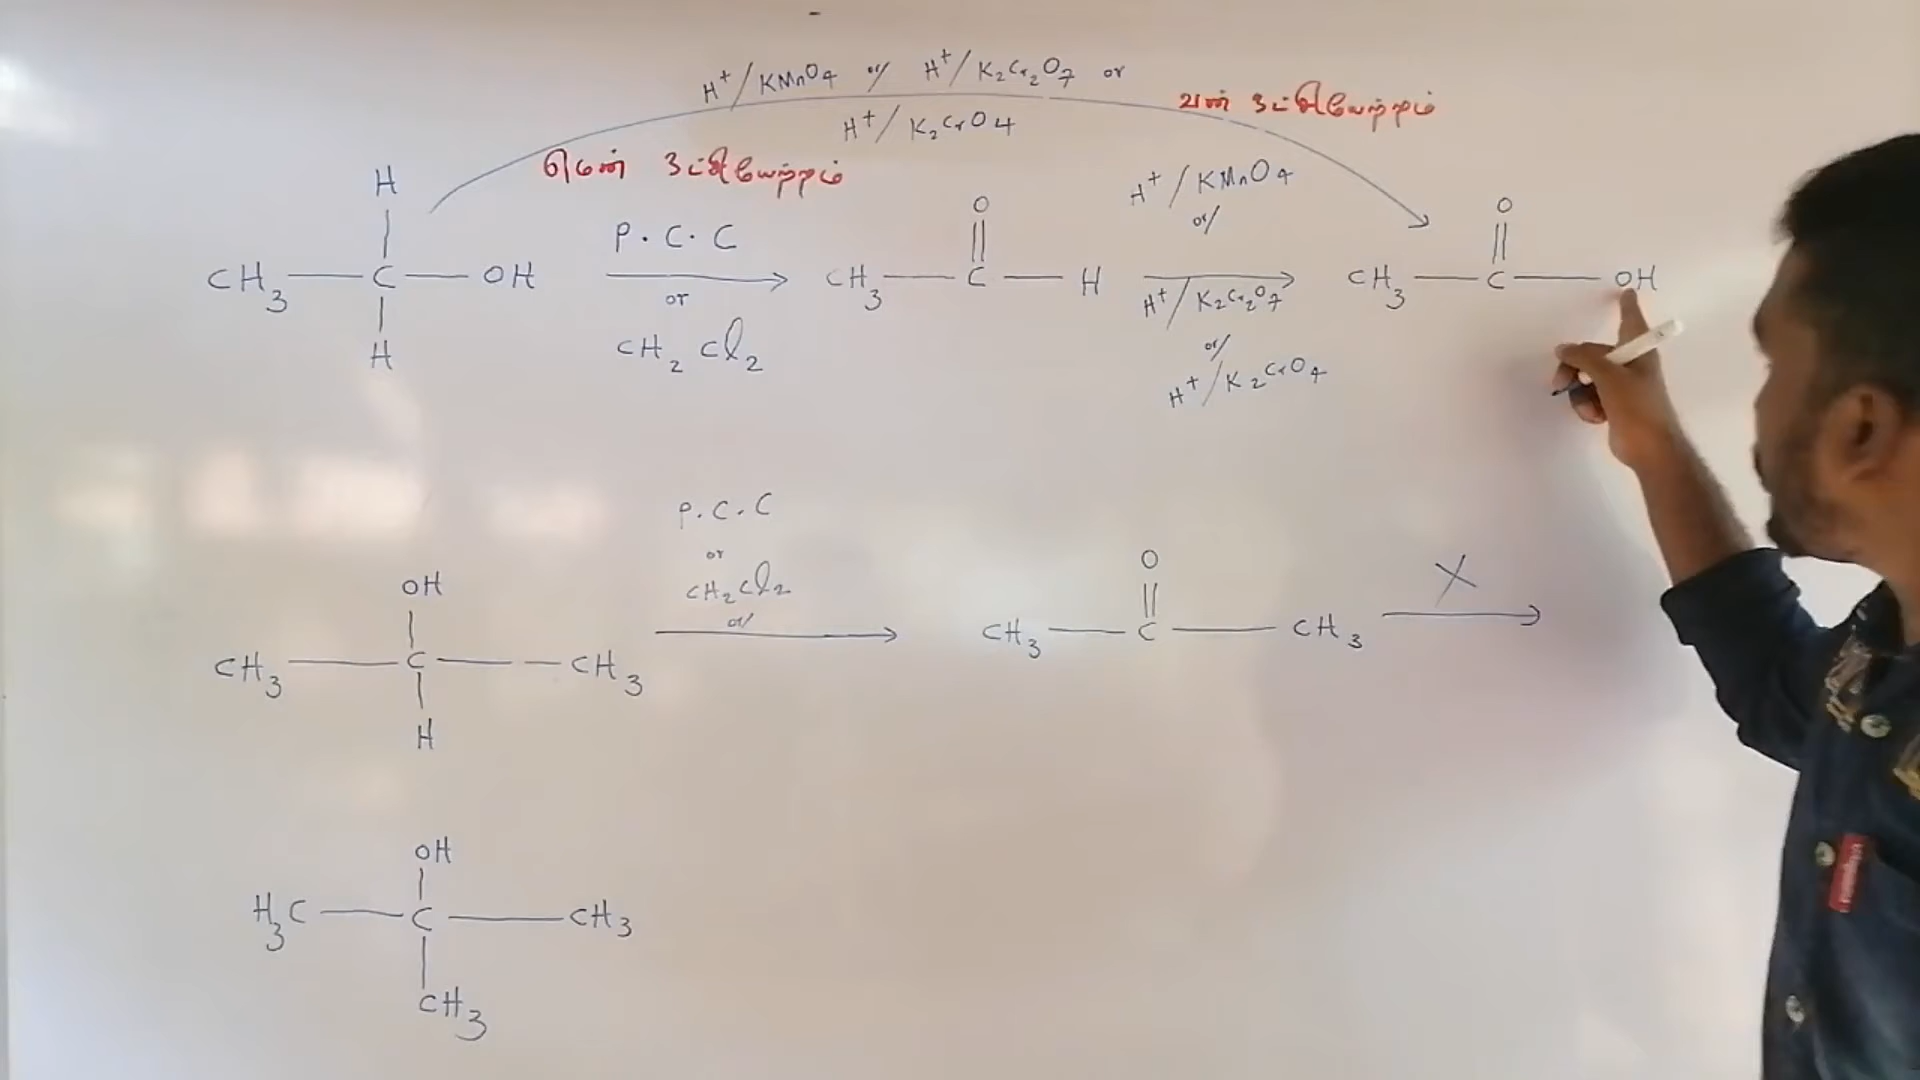 H⁺/KMnO₄ or/ H⁺/K₂Cr₂O₇ or
H⁺/K₂CrO₄
வன் ஒட்சியேற்றம்
மென் ஒட்சியேற்றம்
H
CH₃ — C — OH
H
P.C.C
or
CH₂Cl₂
O
CH₃ — C — H
H⁺/KMnO₄
or/
H⁺/K₂Cr₂O₇
or/
H⁺/K₂CrO₄
O
CH₃ — C — OH
OH
CH₃ — C — CH₃
H
P.C.C
or
CH₂Cl₂
or/
O
CH₃ — C — CH₃
X
OH
H₃C — C — CH₃
CH₃